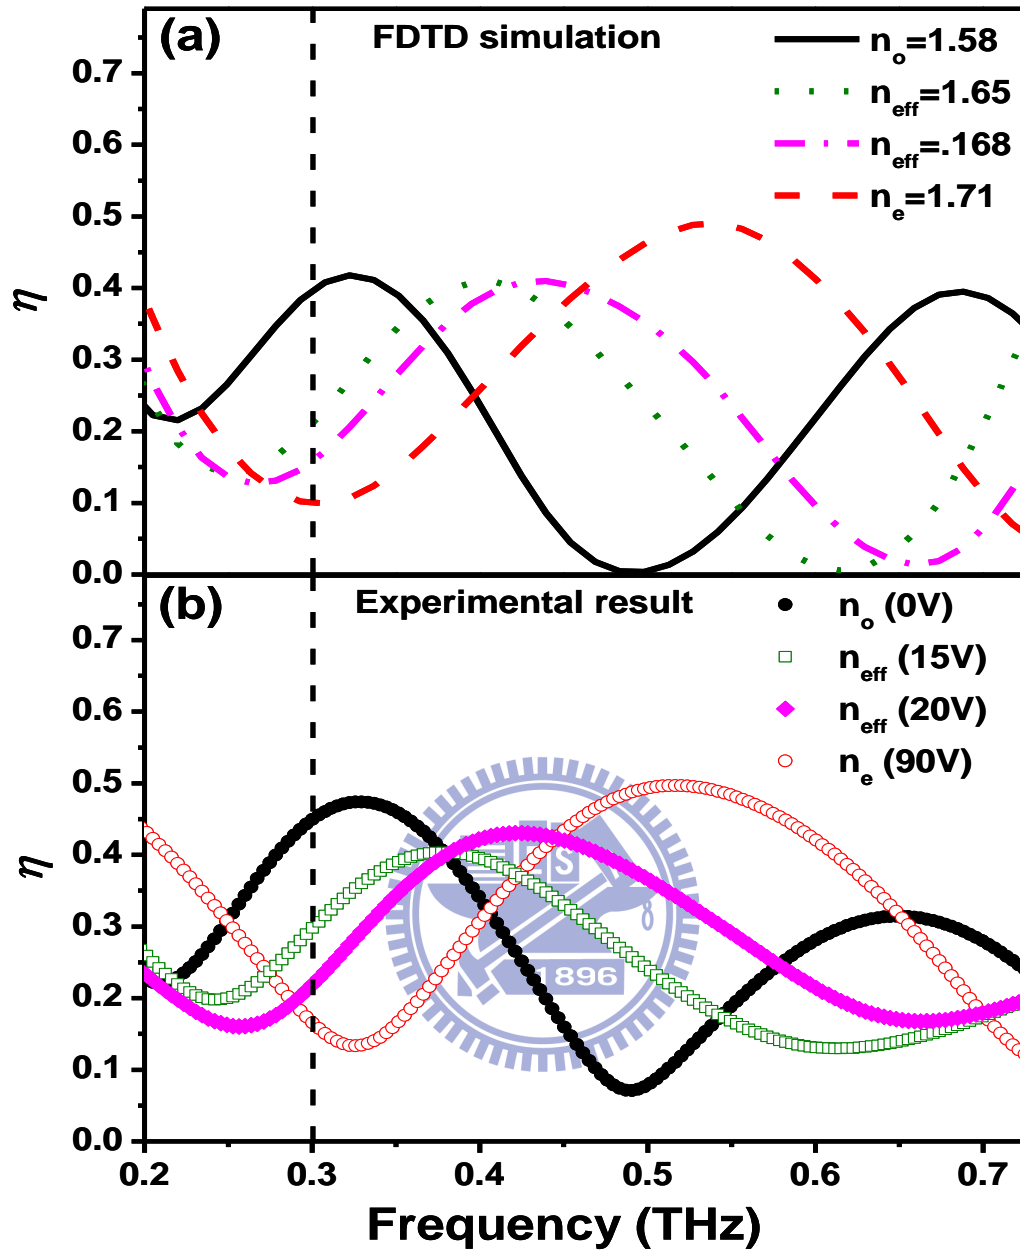 (a)
FDTD simulation
n_o=1.58
n_eff=1.65
n_eff=.168
n_e=1.71
0.7
0.6
0.5
0.4
0.3
0.2
0.1
0.0
η
(b)
Experimental result
n_o (0V)
n_eff (15V)
n_eff (20V)
n_e (90V)
0.7
0.6
0.5
0.4
0.3
0.2
0.1
0.0
η
S
1896
0.2 0.3 0.4 0.5 0.6 0.7
Frequency (THz)